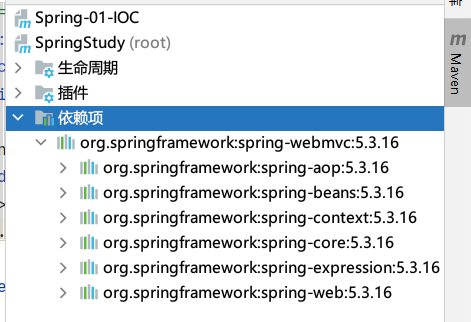 Spring-01-IOC
SpringStudy (root)
生命周期
插件
依赖项
org.springframework:spring-webmvc:5.3.16
org.springframework:spring-aop:5.3.16
org.springframework:spring-beans:5.3.16
org.springframework:spring-context:5.3.16
org.springframework:spring-core:5.3.16
org.springframework:spring-expression:5.3.16
org.springframework:spring-web:5.3.16
Maven